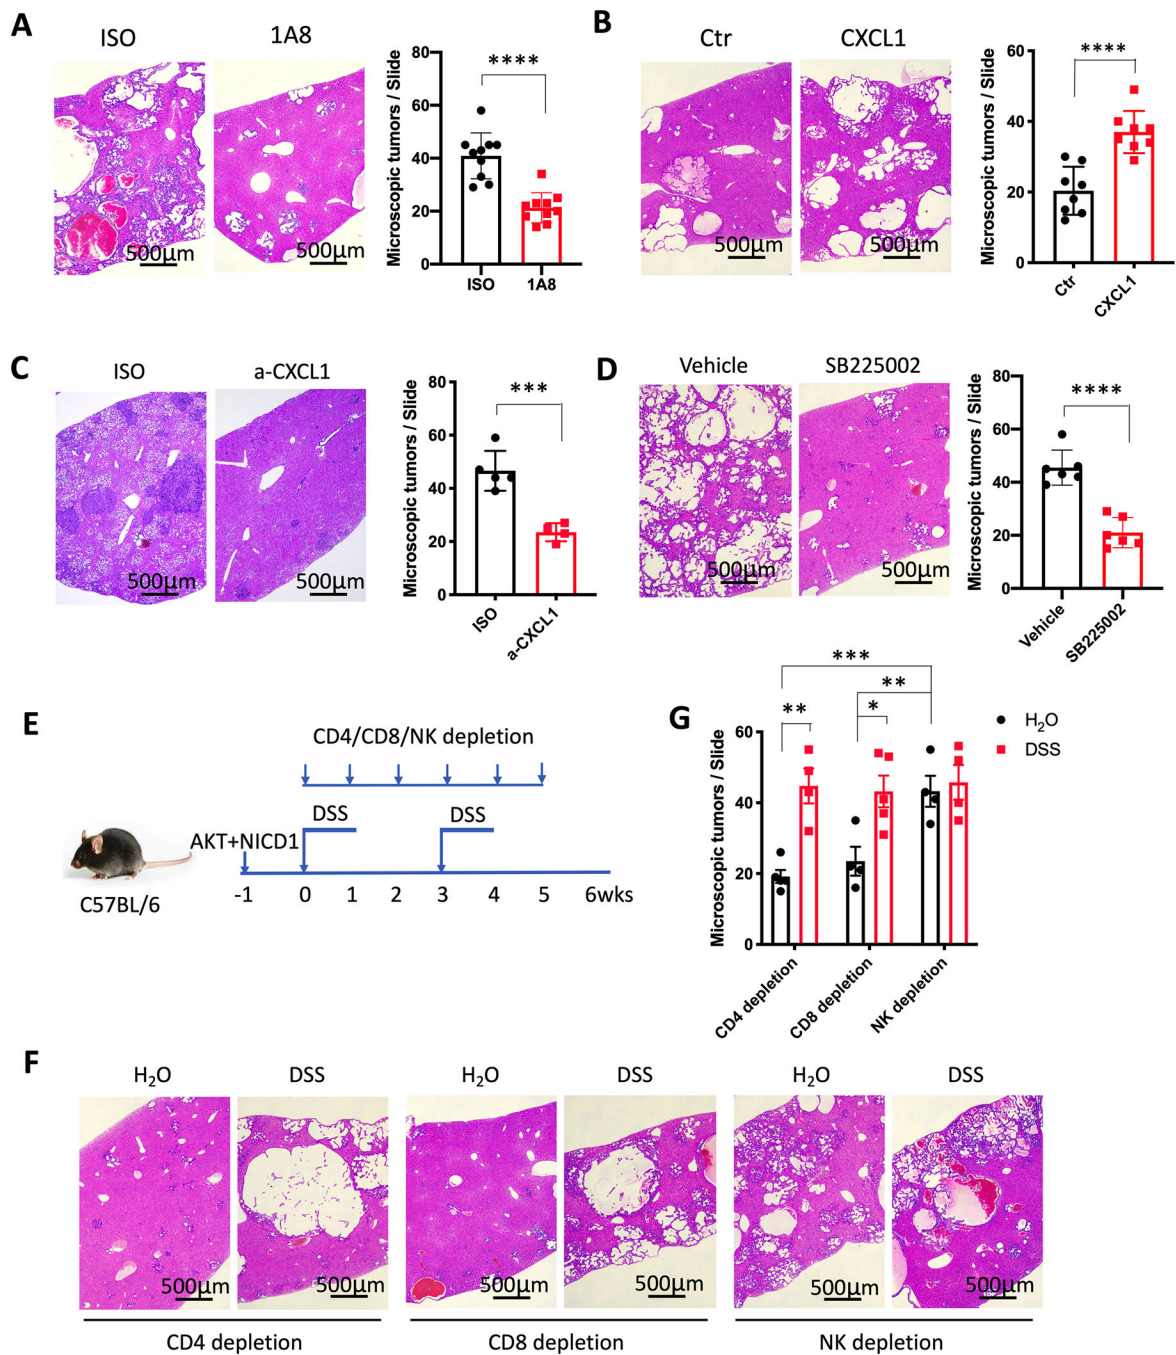 A
ISO
1A8
500µm
500µm
Microscopic tumors / Slide
80
60
40
20
0
****
ISO
1A8
B
Ctr
CXCL1
500µm
500µm
Microscopic tumors / Slide
60
40
20
0
****
Ctr
CXCL1
C
ISO
a-CXCL1
500µm
500µm
Microscopic tumors / Slide
80
60
40
20
0
***
ISO
a-CXCL1
D
Vehicle
SB225002
500µm
500µm
Microscopic tumors / Slide
80
60
40
20
0
****
Vehicle
SB225002
E
CD4/CD8/NK depletion
DSS
DSS
AKT+NICD1
C57BL/6
-1 0 1 2 3 4 5 6wks
G
Microscopic tumors / Slide
60
40
20
0
***
**
**
*
H₂O
DSS
CD4 depletion
CD8 depletion
NK depletion
F
H₂O
DSS
H₂O
DSS
H₂O
DSS
500µm
500µm
500µm
500µm
500µm
500µm
CD4 depletion
CD8 depletion
NK depletion